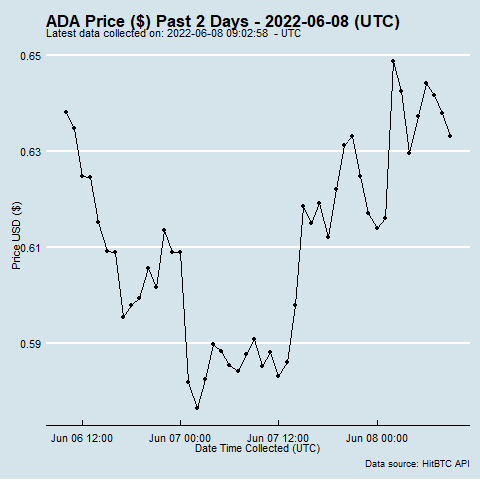 ADA Price ($) Past 2 Days - 2022-06-08 (UTC)
Latest data collected on: 2022-06-08 09:02:58  - UTC
0.65
0.63
0.61
0.59
Price USD ($)
Jun 06 12:00
Jun 07 00:00
Jun 07 12:00
Jun 08 00:00
Date Time Collected (UTC)
Data source: HitBTC API